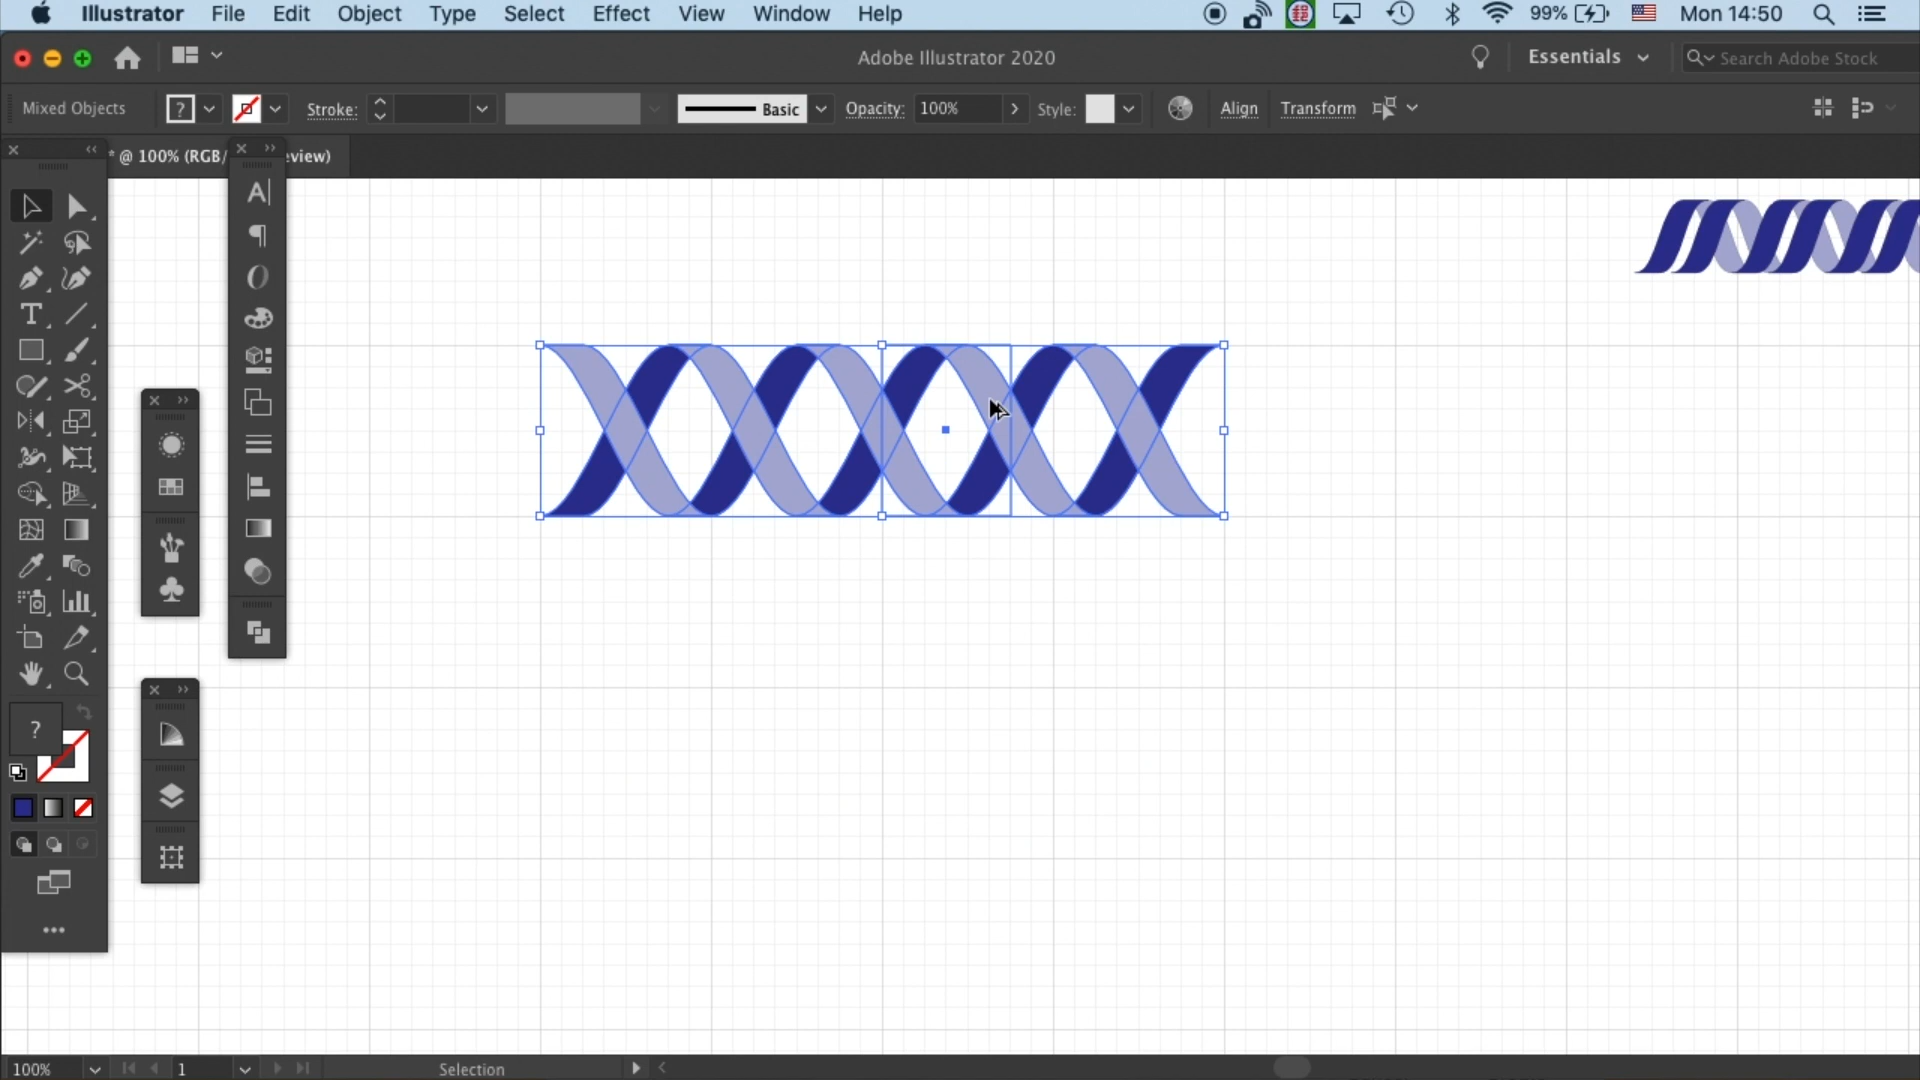 Illustrator File Edit Object Type Select Effect View Window Help 99% Mon 14:50
Adobe Illustrator 2020 Essentials Search Adobe Stock
Mixed Objects ? Stroke: Basic Opacity: 100% Style: Align Transform
* @ 100% (RGB/ eview)
?
100% 1 Selection